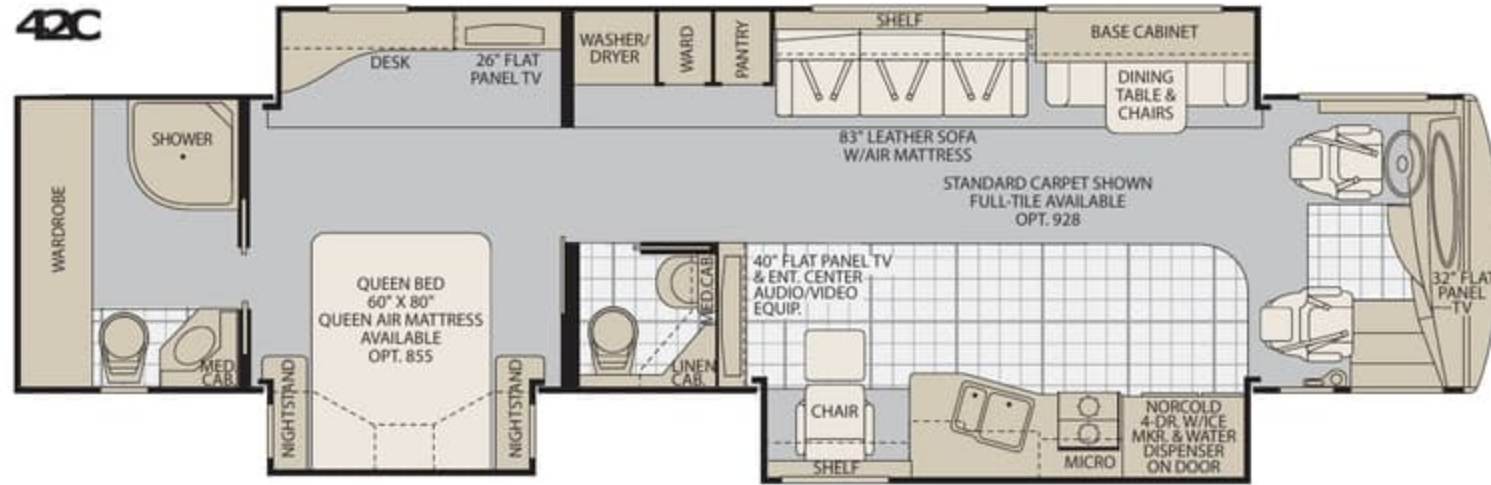 42C
DESK
26" FLAT
PANEL TV
WASHER/
DRYER
WARD
PANTRY
SHELF
BASE CABINET
DINING
TABLE &
CHAIRS
83" LEATHER SOFA
W/AIR MATTRESS
STANDARD CARPET SHOWN
FULL-TILE AVAILABLE
OPT. 928
WARDROBE
SHOWER
MED.
CAB.
QUEEN BED
60" X 80"
QUEEN AIR MATTRESS
AVAILABLE
OPT. 855
NIGHTSTAND
NIGHTSTAND
MED.CAB.
LINEN
CAB.
40" FLAT PANEL TV
& ENT. CENTER
AUDIO/VIDEO
EQUIP.
CHAIR
SHELF
MICRO
NORCOLD
4-DR. W/ICE
MKR. & WATER
DISPENSER
ON DOOR
32" FLAT
PANEL
TV